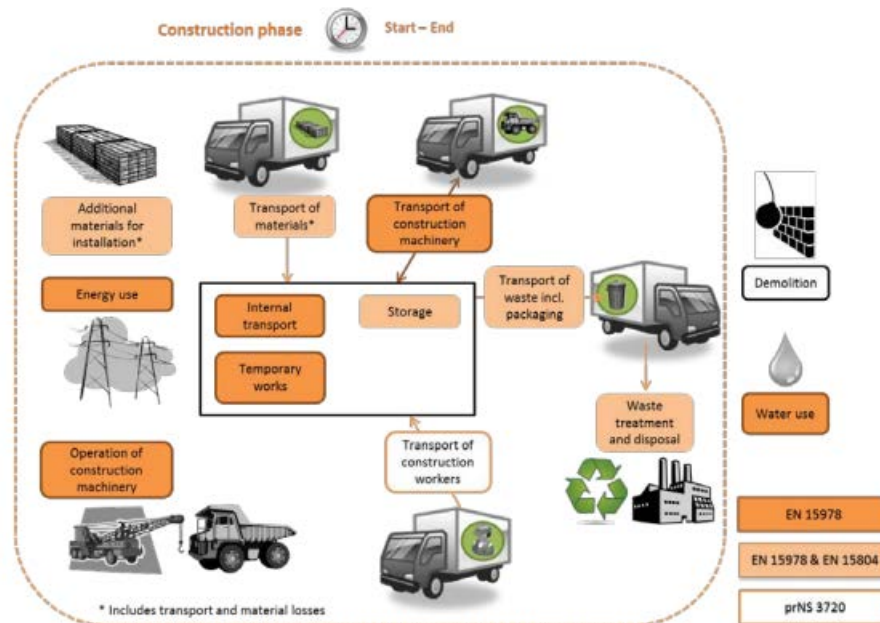 Construction phase
Start – End
Additional
materials for
installation*
Transport of
materials*
Transport of
construction
machinery
Energy use
Internal
transport
Storage
Transport of
waste incl.
packaging
Demolition
Temporary
works
Waste
treatment
and disposal
Water use
Operation of
construction
machinery
Transport of
construction
workers
* Includes transport and material losses
EN 15978
EN 15978 & EN 15804
prNS 3720